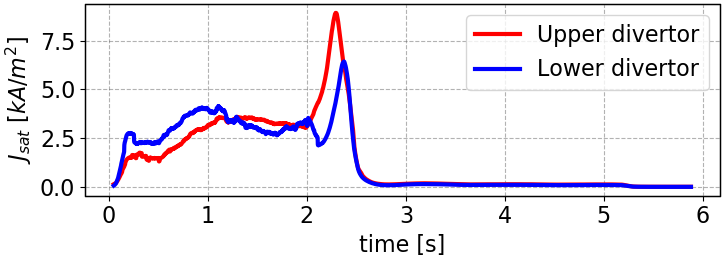 J_sat [kA/m^2]
7.5
5.0
2.5
0.0
Upper divertor
Lower divertor
0 1 2 3 4 5 6
time [s]